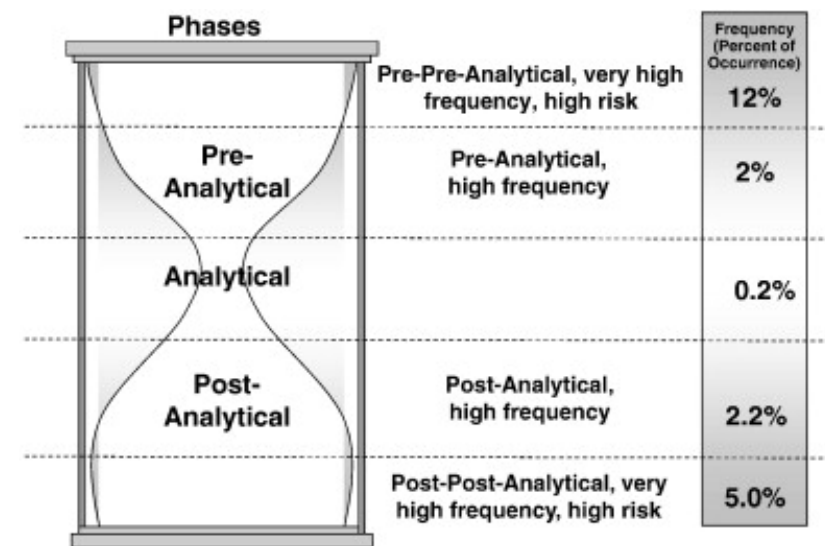 Phases
Frequency
(Percent of
Occurrence)
Pre-Pre-Analytical, very high
frequency, high risk
12%
Pre-
Analytical
Pre-Analytical,
high frequency
2%
Analytical
0.2%
Post-
Analytical
Post-Analytical,
high frequency
2.2%
Post-Post-Analytical, very
high frequency, high risk
5.0%